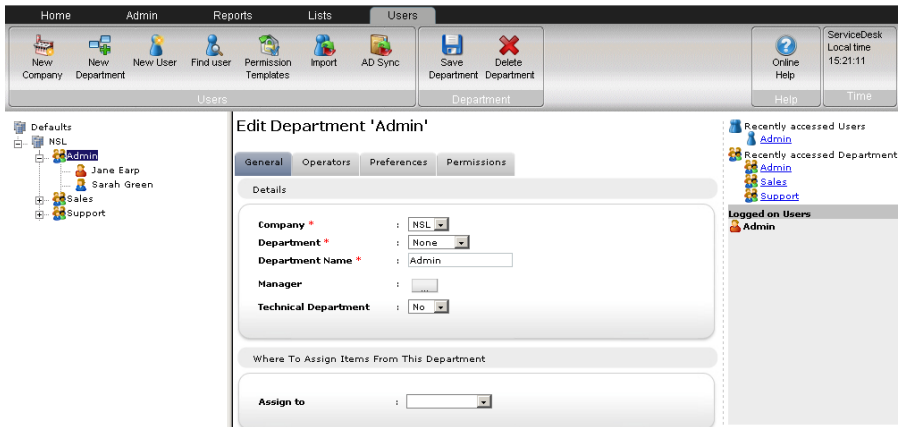 Home Admin Reports Lists Users
New Company
New Department
New User
Find user
Permission Templates
Import
AD Sync
Users
Save Department
Delete Department
Department
Online Help
Help
ServiceDesk
Local time
15:21:11
Time
Defaults
NSL
Admin
Jane Earp
Sarah Green
Sales
Support
Edit Department 'Admin'
General Operators Preferences Permissions
Details
Company * : NSL
Department * : None
Department Name * : Admin
Manager : ...
Technical Department : No
Where To Assign Items From This Department
Assign to :
Recently accessed Users
Admin
Recently accessed Department
Admin
Sales
Support
Logged on Users
Admin